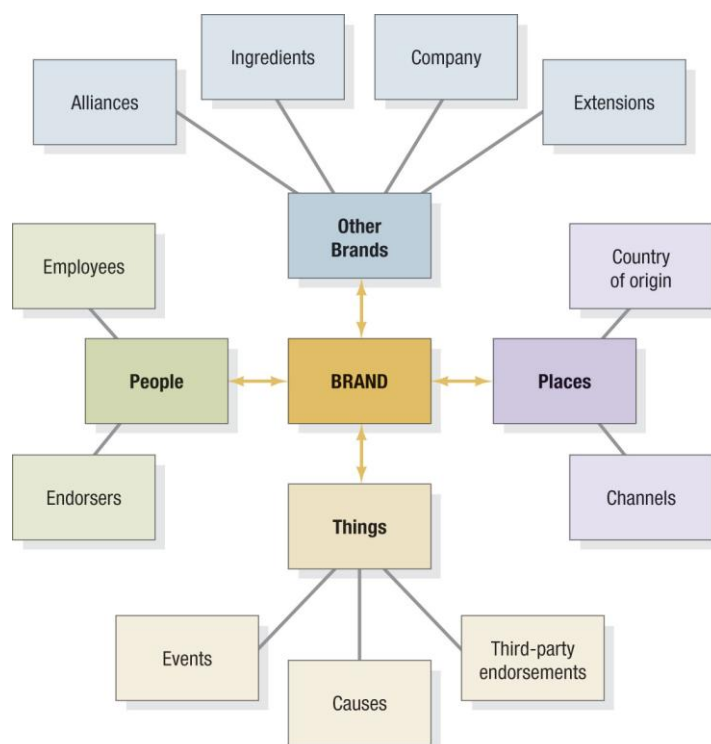 Ingredients
Company
Alliances
Extensions
Other
Brands
Employees
Country
of origin
People
BRAND
Places
Endorsers
Channels
Things
Events
Causes
Third-party
endorsements